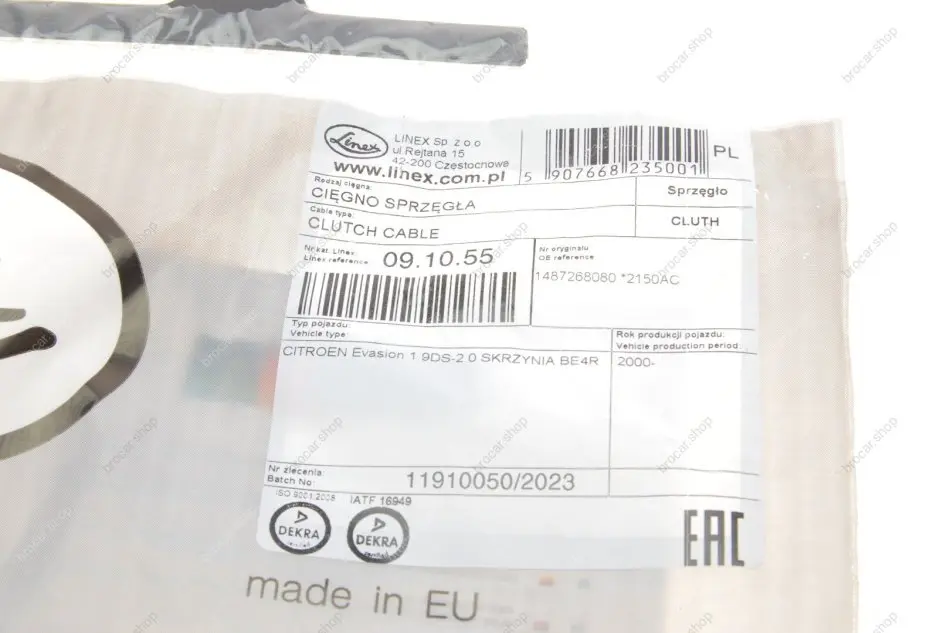 Linex
LINEX Sp. z o.o
ul Rejtana 15
42-200 Częstochowe
www.linex.com.pl
5 907668 235001
PL
Rodzaj cięgna:
CIĘGNO SPRZĘGŁA
Sprzęgło
Cable type:
CLUTCH CABLE
CLUTH
Nr.kat. Linex:
Linex reference
09.10.55
Nr oryginału
OE reference
1487268080 *2150AC
Typ pojazdu:
Vehicle type:
CITROEN Evasion 1.9DS-2.0 SKRZYNIA BE4R
Rok produkcji pojazdu:
Vehicle production period:
2000-
Nr zlecenia:
Batch No:
11910050/2023
ISO 9001:2008
IATF 16949
DEKRA
DEKRA
certified
EAC
made in EU
brocar.shop